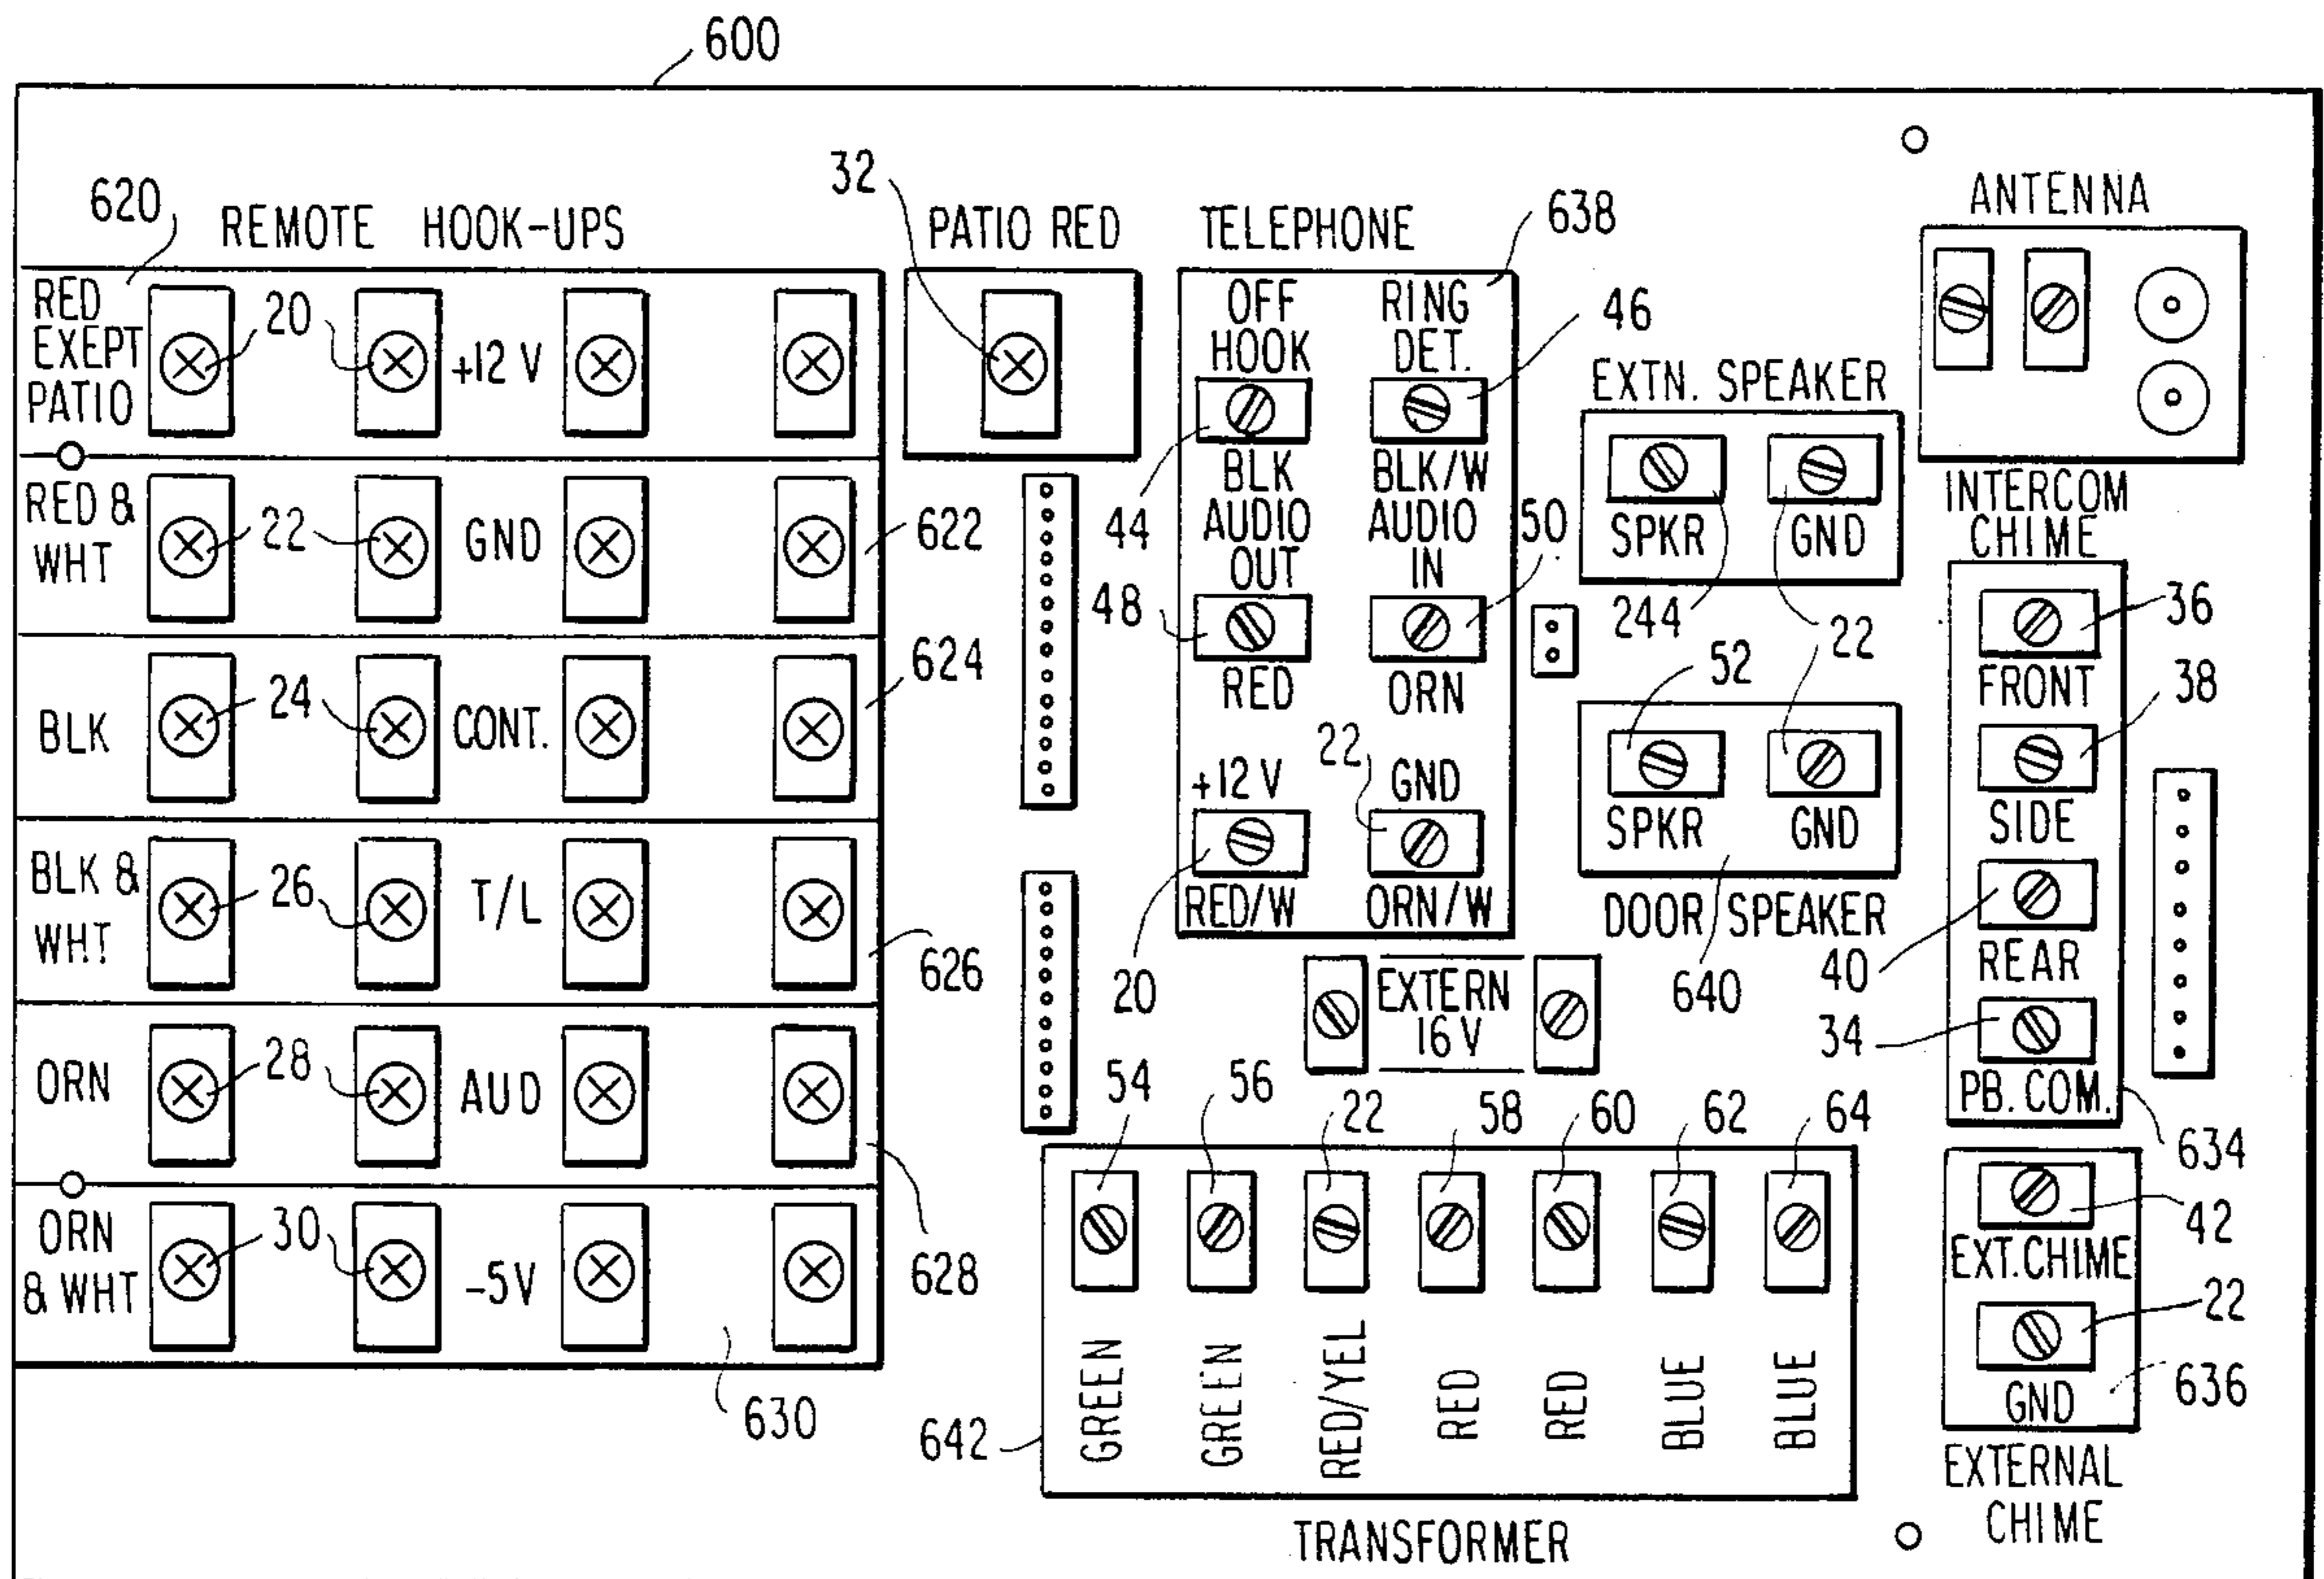 600
620
REMOTE HOOK-UPS
RED
EXEPT
PATIO
20
+12 V
RED &
WHT
22
GND
622
BLK
24
CONT.
624
BLK &
WHT
26
T/L
626
ORN
28
AUD
628
ORN
& WHT
30
-5V
630
32
PATIO RED
TELEPHONE
638
OFF
HOOK
RING
DET.
46
44
BLK
AUDIO
OUT
BLK/W
AUDIO
IN
50
48
RED
ORN
+12 V
22
GND
20
RED/W
ORN/W
EXTN. SPEAKER
SPKR
GND
244
22
52
SPKR
GND
DOOR SPEAKER
640
EXTERN
16 V
ANTENNA
INTERCOM
CHIME
36
FRONT
38
SIDE
40
REAR
34
PB. COM.
634
42
EXT. CHIME
22
GND
636
EXTERNAL
CHIME
54
56
22
58
60
62
64
642
GREEN
GREEN
RED/YEL
RED
RED
BLUE
BLUE
TRANSFORMER